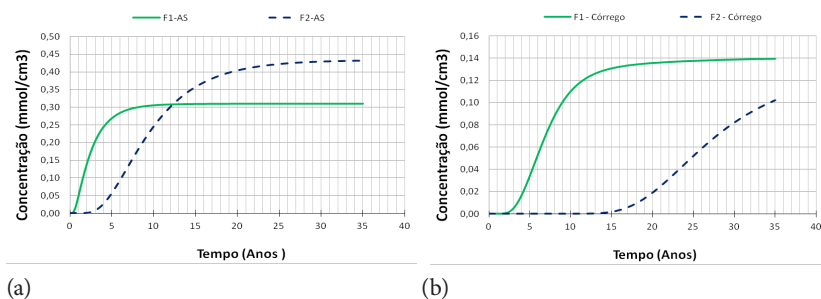 F1-AS F2-AS
Concentração (mmol/cm3)
0,50
0,45
0,40
0,35
0,30
0,25
0,20
0,15
0,10
0,05
0,00
0 5 10 15 20 25 30 35 40
Tempo (Anos )
(a)
F1 - Córrego F2 - Córrego
Concentração (mmol/cm3)
0,16
0,14
0,12
0,10
0,08
0,06
0,04
0,02
0,00
0 5 10 15 20 25 30 35 40
Tempo (Anos)
(b)